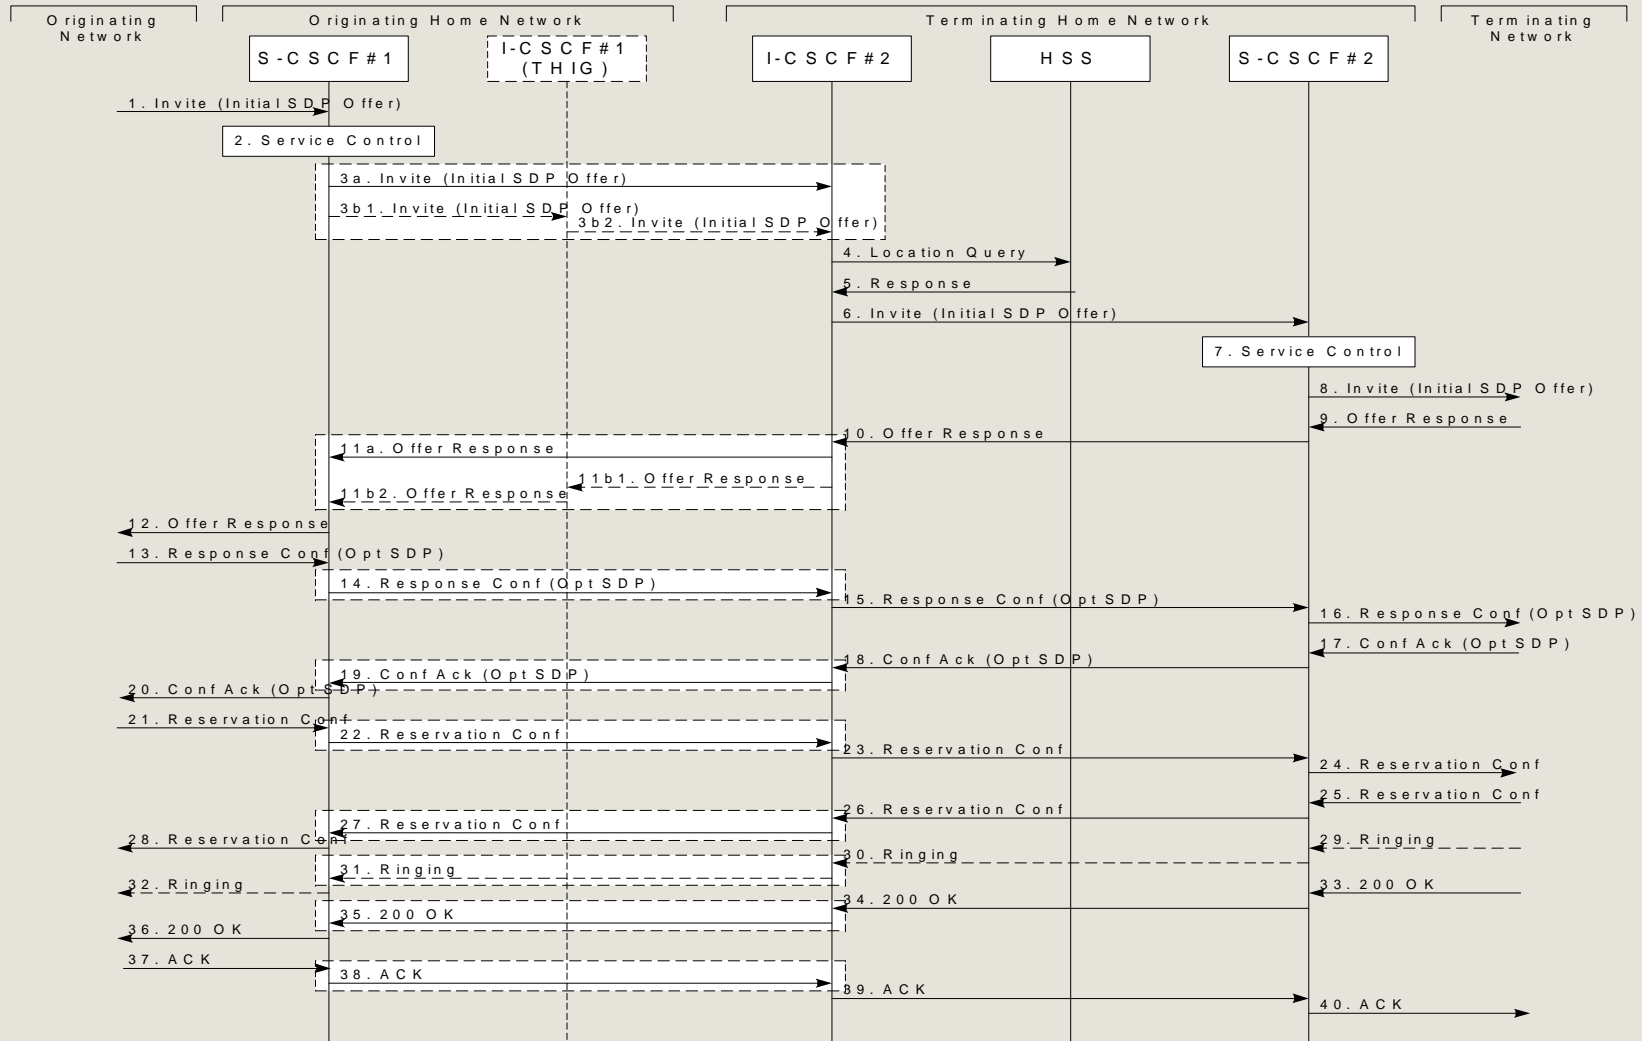 Originating
Network
Originating Home Network
Terminating Home Network
Terminating
Network
S-CSCF#1
I-CSCF#1
(THIG)
I-CSCF#2
HSS
S-CSCF#2
1. Invite (Initial SDP Offer)
2. Service Control
3a. Invite (Initial SDP Offer)
3b1. Invite (Initial SDP Offer)
3b2. Invite (Initial SDP Offer)
4. Location Query
5. Response
6. Invite (Initial SDP Offer)
7. Service Control
8. Invite (Initial SDP Offer)
9. Offer Response
10. Offer Response
11a. Offer Response
11b1. Offer Response
11b2. Offer Response
12. Offer Response
13. Response Conf (Opt SDP)
14. Response Conf (Opt SDP)
15. Response Conf (Opt SDP)
16. Response Conf (Opt SDP)
17. Conf Ack (Opt SDP)
18. Conf Ack (Opt SDP)
19. Conf Ack (Opt SDP)
20. Conf Ack (Opt SDP)
21. Reservation Conf
22. Reservation Conf
23. Reservation Conf
24. Reservation Conf
25. Reservation Conf
26. Reservation Conf
27. Reservation Conf
28. Reservation Conf
29. Ringing
30. Ringing
31. Ringing
32. Ringing
33. 200 OK
34. 200 OK
35. 200 OK
36. 200 OK
37. ACK
38. ACK
39. ACK
40. ACK